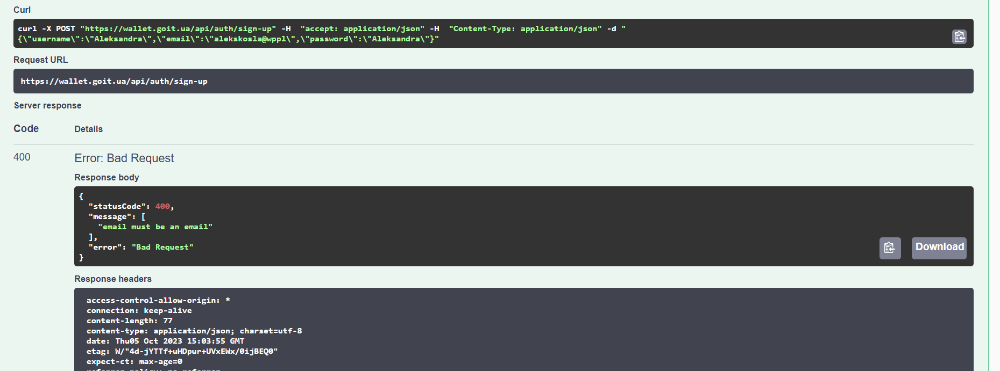 Curl
curl -X POST "https://wallet.goit.ua/api/auth/sign-up" -H  "accept: application/json" -H  "Content-Type: application/json" -d "
{\"username\":\"Aleksandra\",\"email\":\"alekskosla@wppl\",\"password\":\"Aleksandra\"}"
Request URL
https://wallet.goit.ua/api/auth/sign-up
Server response
Code Details
400 Error: Bad Request
Response body
{
  "statusCode": 400,
  "message": [
    "email must be an email"
  ],
  "error": "Bad Request"
}
Download
Response headers
access-control-allow-origin: *
connection: keep-alive
content-length: 77
content-type: application/json; charset=utf-8
date: Thu05 Oct 2023 15:03:55 GMT
etag: W/"4d-jYTTf+uHDpur+UVxEWx/0ijBEQ0"
expect-ct: max-age=0
referrer-policy: no-referrer